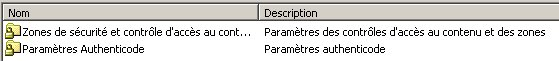 Nom Description
Zones de sécurité et contrôle d'accès au cont... Paramètres des contrôles d'accès au contenu et des zones
Paramètres Authenticode Paramètres authenticode